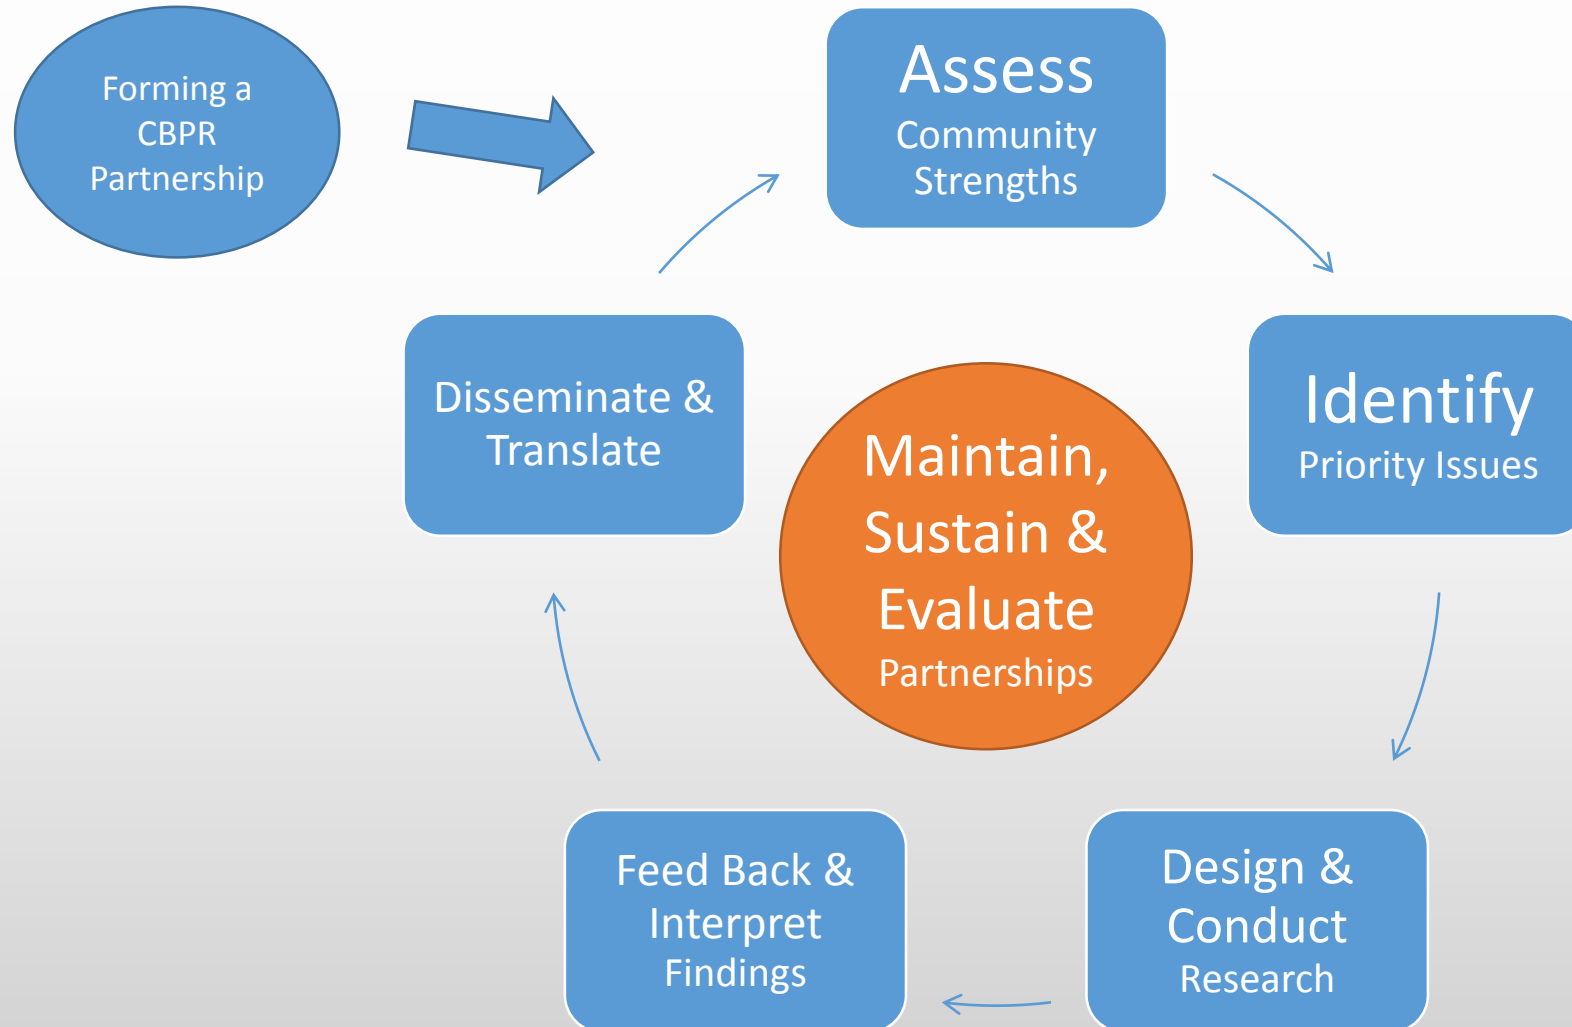 Forming a
CBPR
Partnership
Assess
Community
Strengths
Identify
Priority Issues
Design &
Conduct
Research
Feed Back &
Interpret
Findings
Disseminate &
Translate
Maintain,
Sustain &
Evaluate
Partnerships